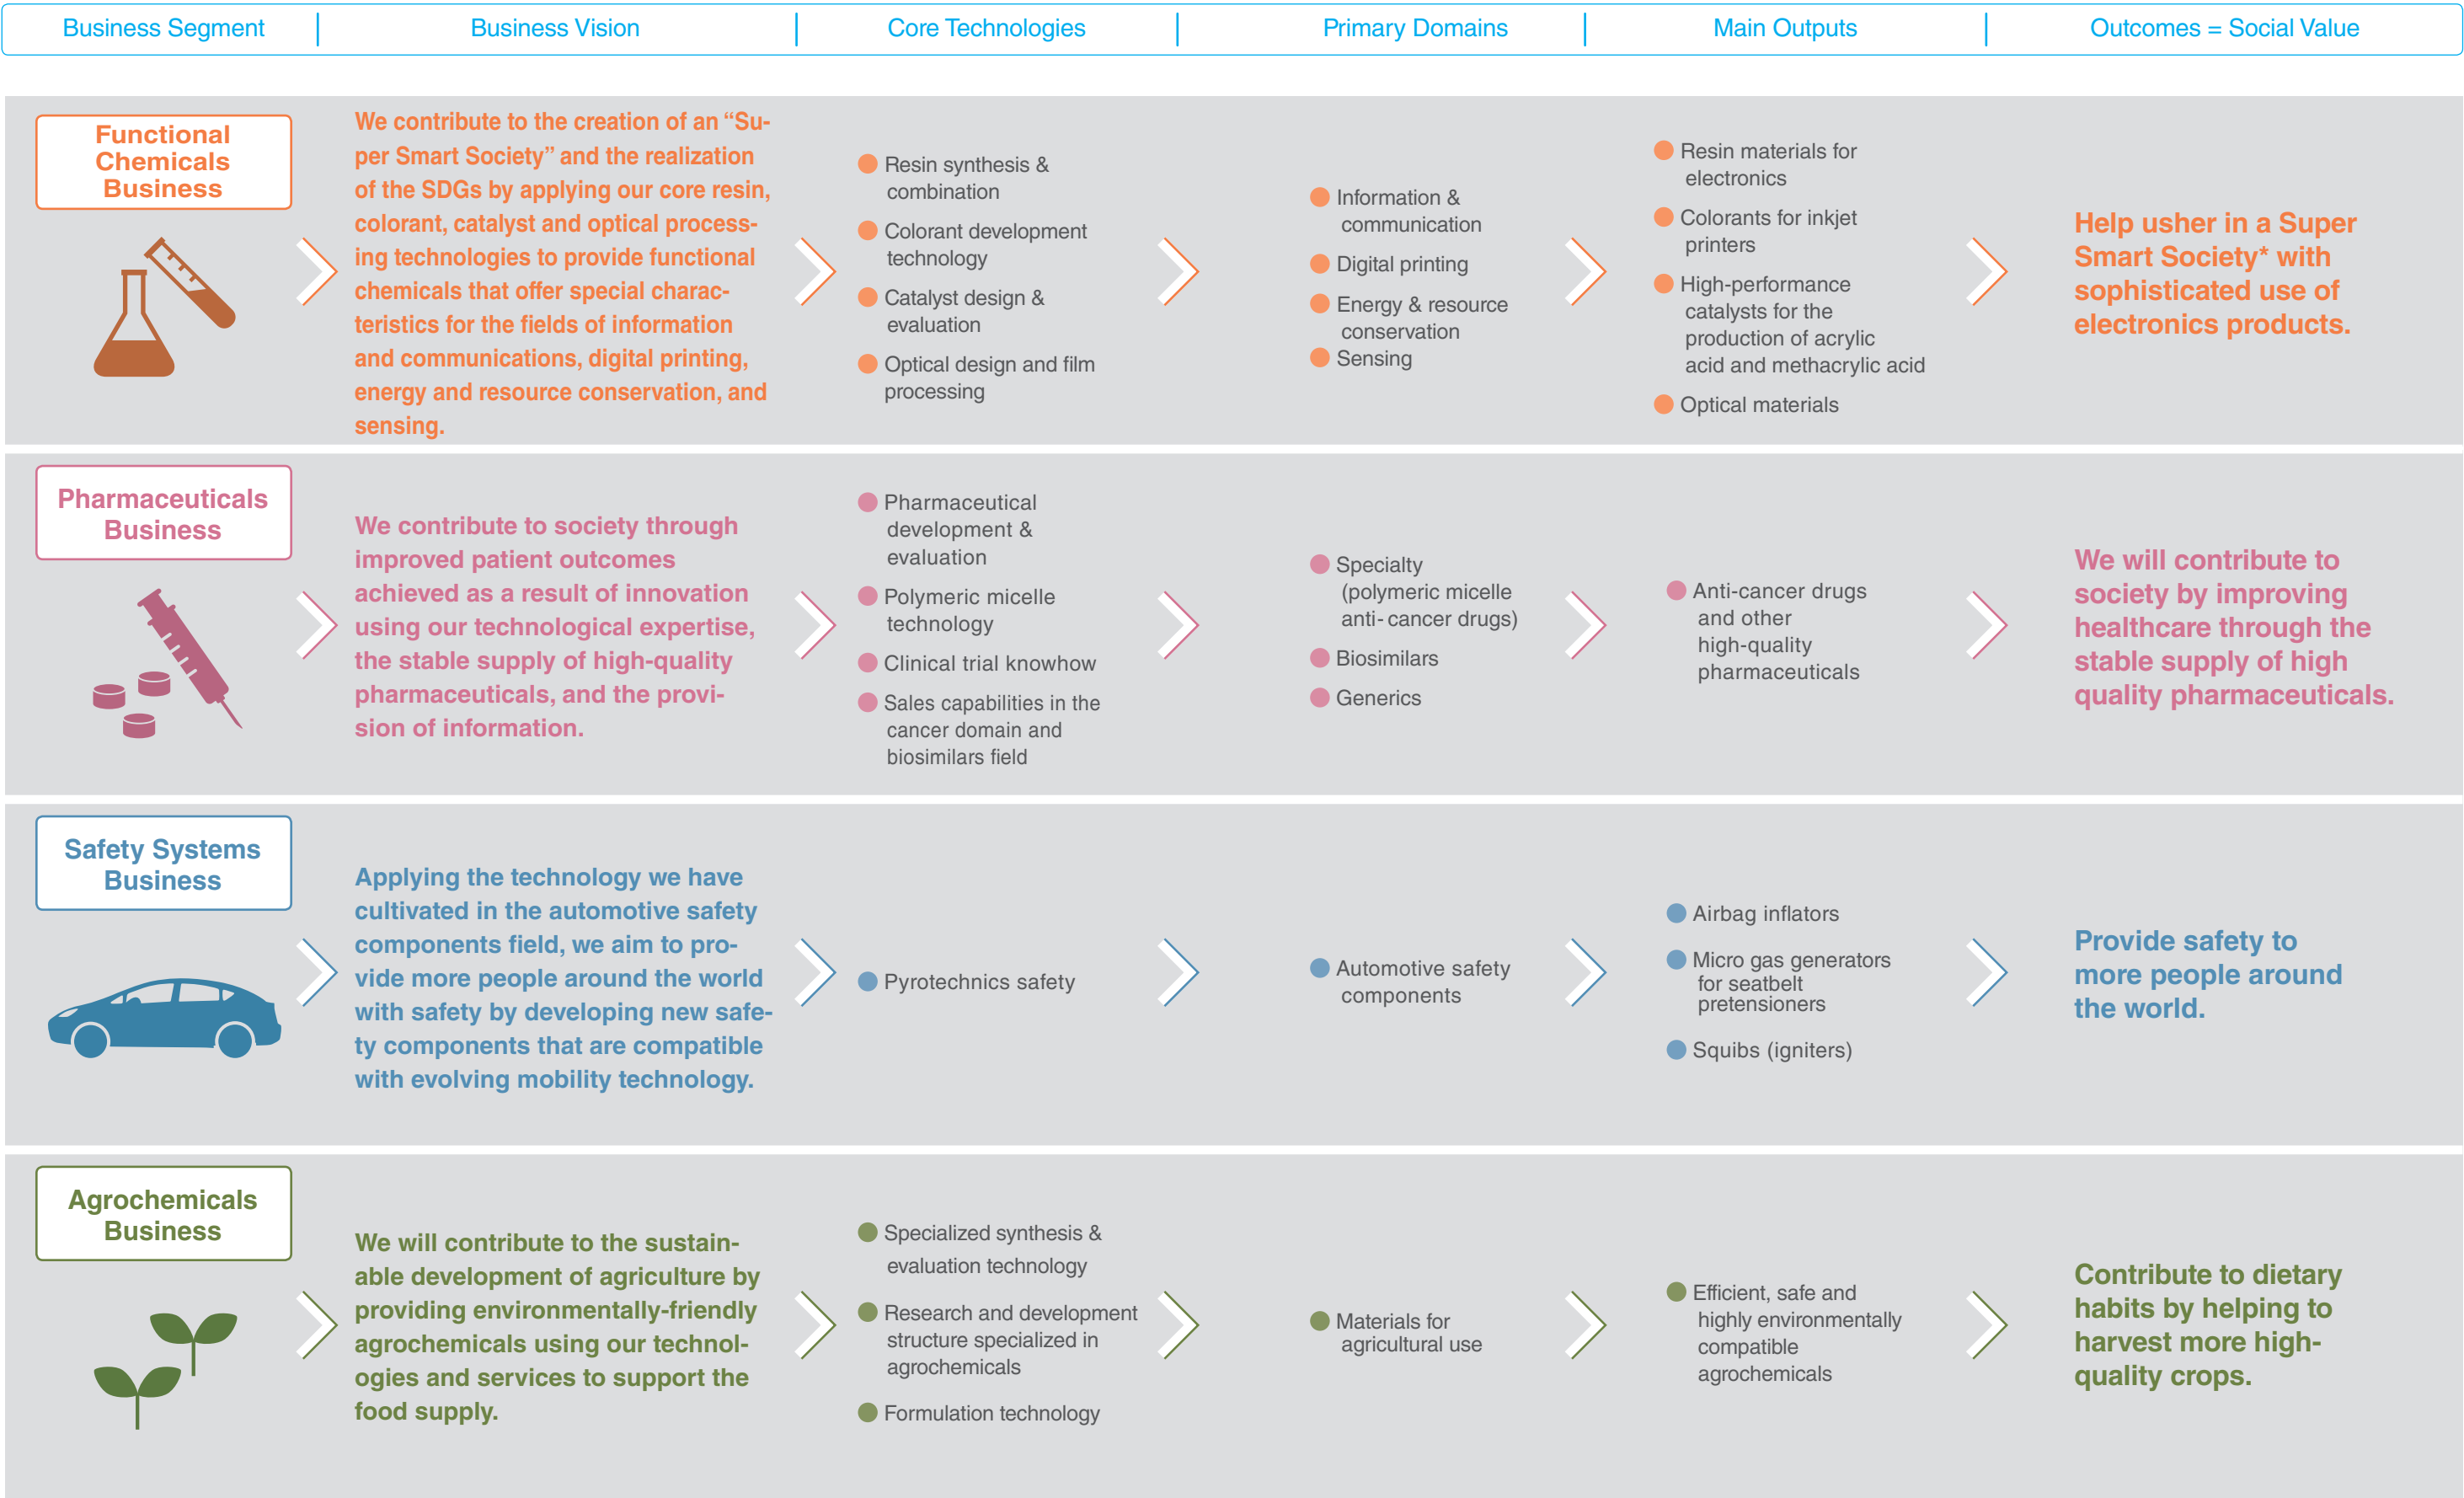 Business Segment
Business Vision
Core Technologies
Primary Domains
Main Outputs
Outcomes = Social Value
Functional
Chemicals
Business
We contribute to the creation of an “Su-
per Smart Society” and the realization
of the SDGs by applying our core resin,
colorant, catalyst and optical process-
ing technologies to provide functional
chemicals that offer special charac-
teristics for the fields of information
and communications, digital printing,
energy and resource conservation, and
sensing.
Resin synthesis &
combination
Colorant development
technology
Catalyst design &
evaluation
Optical design and film
processing
Information &
communication
Digital printing
Energy & resource
conservation
Sensing
Resin materials for
electronics
Colorants for inkjet
printers
High-performance
catalysts for the
production of acrylic
acid and methacrylic acid
Optical materials
Help usher in a Super
Smart Society* with
sophisticated use of
electronics products.
Pharmaceuticals
Business
We contribute to society through
improved patient outcomes
achieved as a result of innovation
using our technological expertise,
the stable supply of high-quality
pharmaceuticals, and the provi-
sion of information.
Pharmaceutical
development &
evaluation
Polymeric micelle
technology
Clinical trial knowhow
Sales capabilities in the
cancer domain and
biosimilars field
Specialty
(polymeric micelle
anti-cancer drugs)
Biosimilars
Generics
Anti-cancer drugs
and other
high-quality
pharmaceuticals
We will contribute to
society by improving
healthcare through the
stable supply of high
quality pharmaceuticals.
Safety Systems
Business
Applying the technology we have
cultivated in the automotive safety
components field, we aim to pro-
vide more people around the world
with safety by developing new safe-
ty components that are compatible
with evolving mobility technology.
Pyrotechnics safety
Automotive safety
components
Airbag inflators
Micro gas generators
for seatbelt
pretensioners
Squibs (igniters)
Provide safety to
more people around
the world.
Agrochemicals
Business
We will contribute to the sustain-
able development of agriculture by
providing environmentally-friendly
agrochemicals using our technol-
ogies and services to support the
food supply.
Specialized synthesis &
evaluation technology
Research and development
structure specialized in
agrochemicals
Formulation technology
Materials for
agricultural use
Efficient, safe and
highly environmentally
compatible
agrochemicals
Contribute to dietary
habits by helping to
harvest more high-
quality crops.